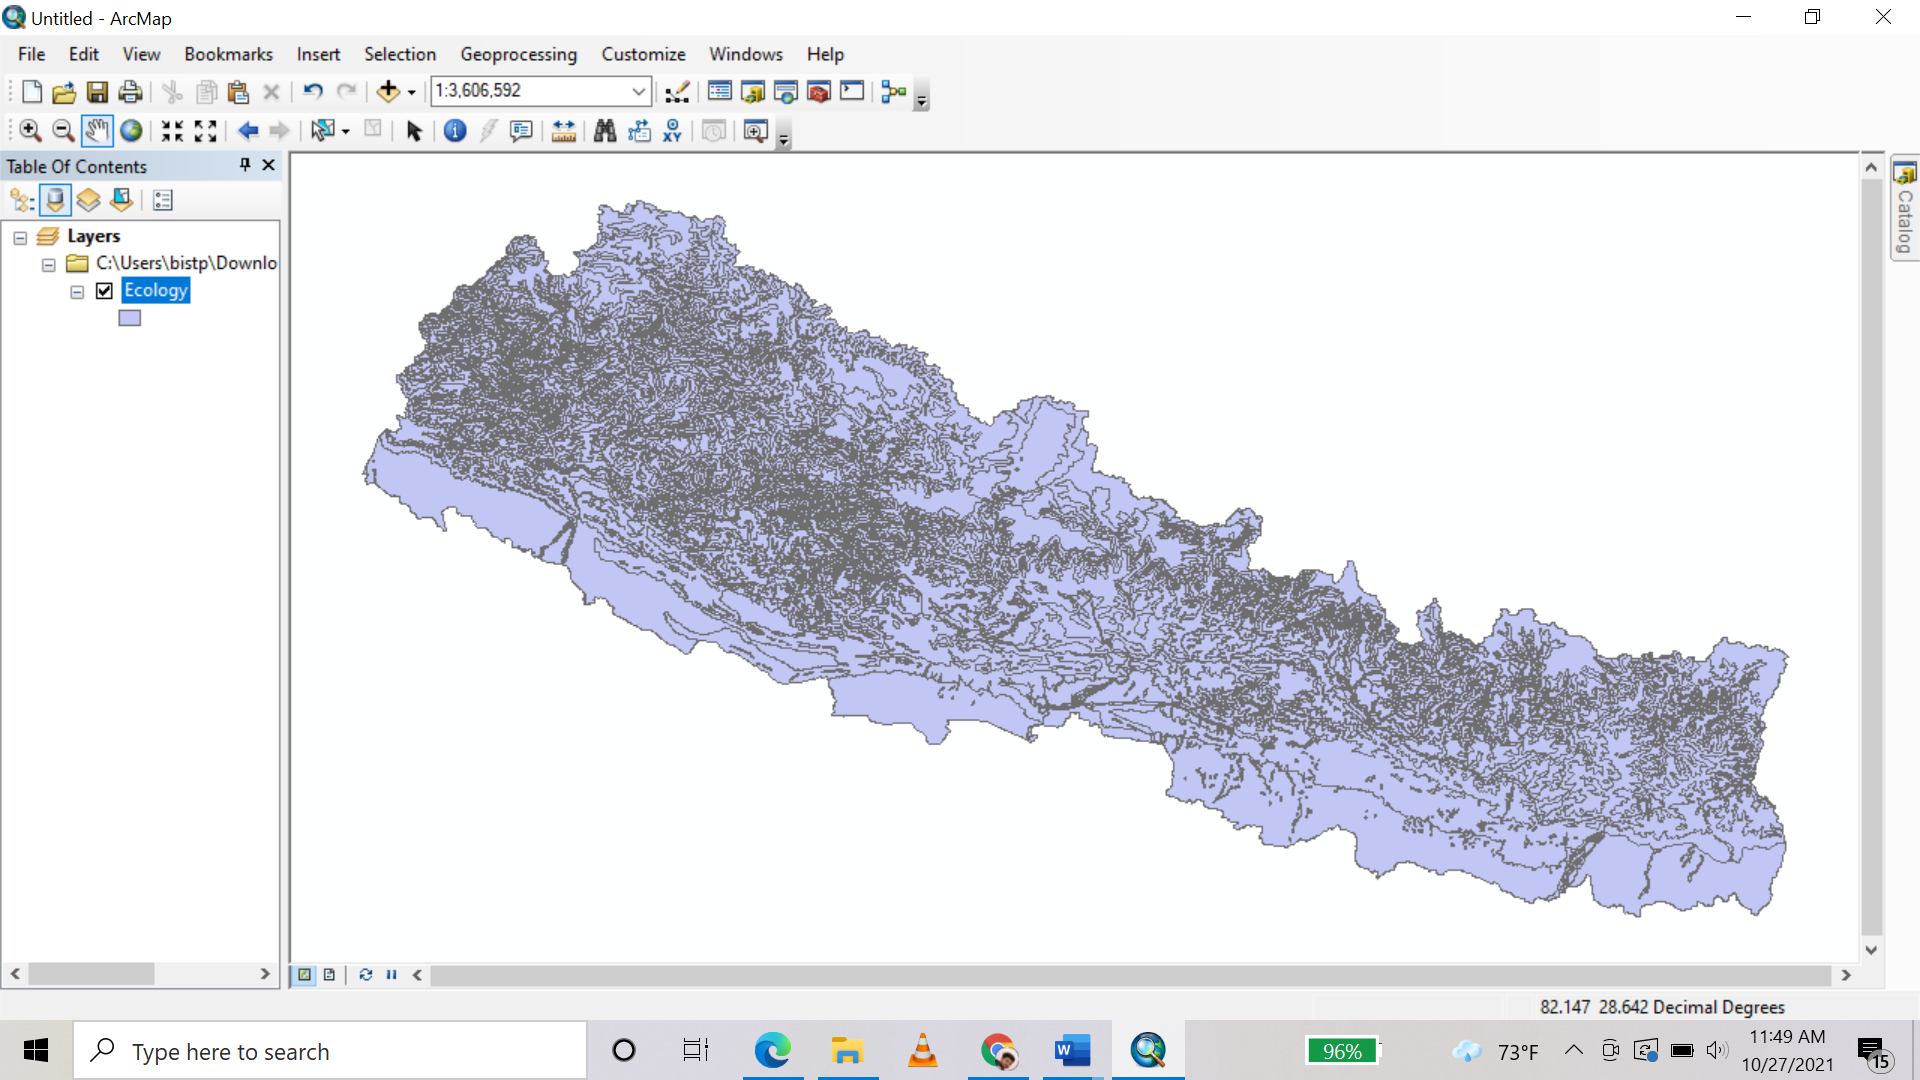 Untitled - ArcMap
File Edit View Bookmarks Insert Selection Geoprocessing Customize Windows Help
1:3,606,592
XY
Table Of Contents
Layers
C:\Users\bistp\Downlo
Ecology
Catalog
82.147 28.642 Decimal Degrees
Type here to search
W
96%
73°F
11:49 AM
10/27/2021
15